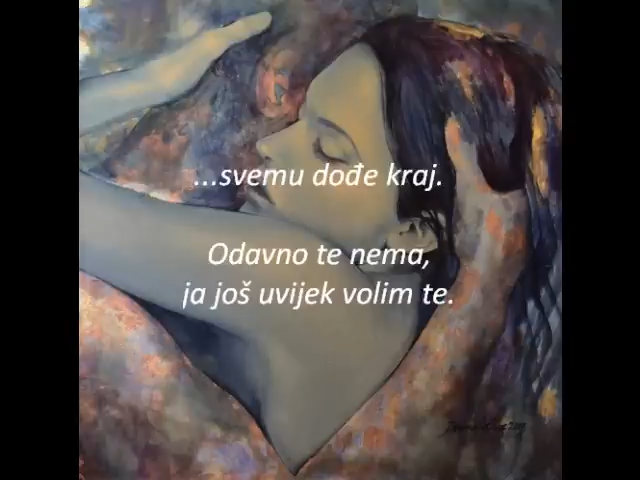 ...svemu dođe kraj.
Odavno te nema,
ja još uvijek volim te.